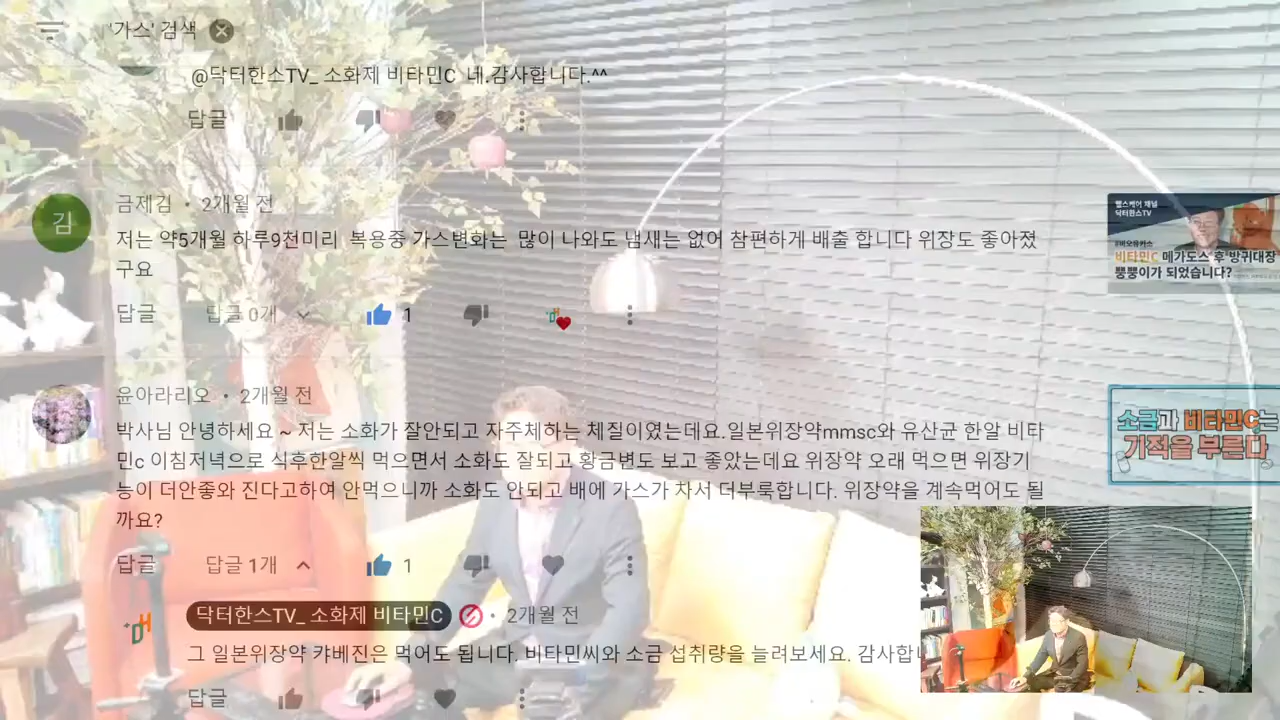 '가스' 검색
@닥터한스TV_ 소화제 비타민C 네.감사합니다.^^
답글
김
금제김 • 2개월 전
저는 약5개월 하루9천미리 복용중 가스변화는 많이 나와도 냄새는 없어 참편하게 배출 합니다 위장도 좋아졌
구요
답글 답글 0개 1
윤아라리오 • 2개월 전
박사님 안녕하세요 ~ 저는 소화가 잘안되고 자주체하는 체질이였는데요.일본위장약mmsc와 유산균 한알 비타
민c 이침저녁으로 식후한알씩 먹으면서 소화도 잘되고 황금변도 보고 좋았는데요 위장약 오래 먹으면 위장기
능이 더안좋와 진다고하여 안먹으니까 소화도 안되고 배에 가스가 차서 더부룩합니다. 위장약을 계속먹어도 될
까요?
답글 답글 1개 1
DH
닥터한스TV_ 소화제 비타민C • 2개월 전
그 일본위장약 캬베진은 먹어도 됩니다. 비타민씨와 소금 섭취량을 늘려보세요. 감사합니
답글
헬스케어 채널
닥터한스TV
비타민C 메가도스 후 방귀대장
뿡뿡이가 되었습니다?
소금과 비타민C는
기적을 부른다